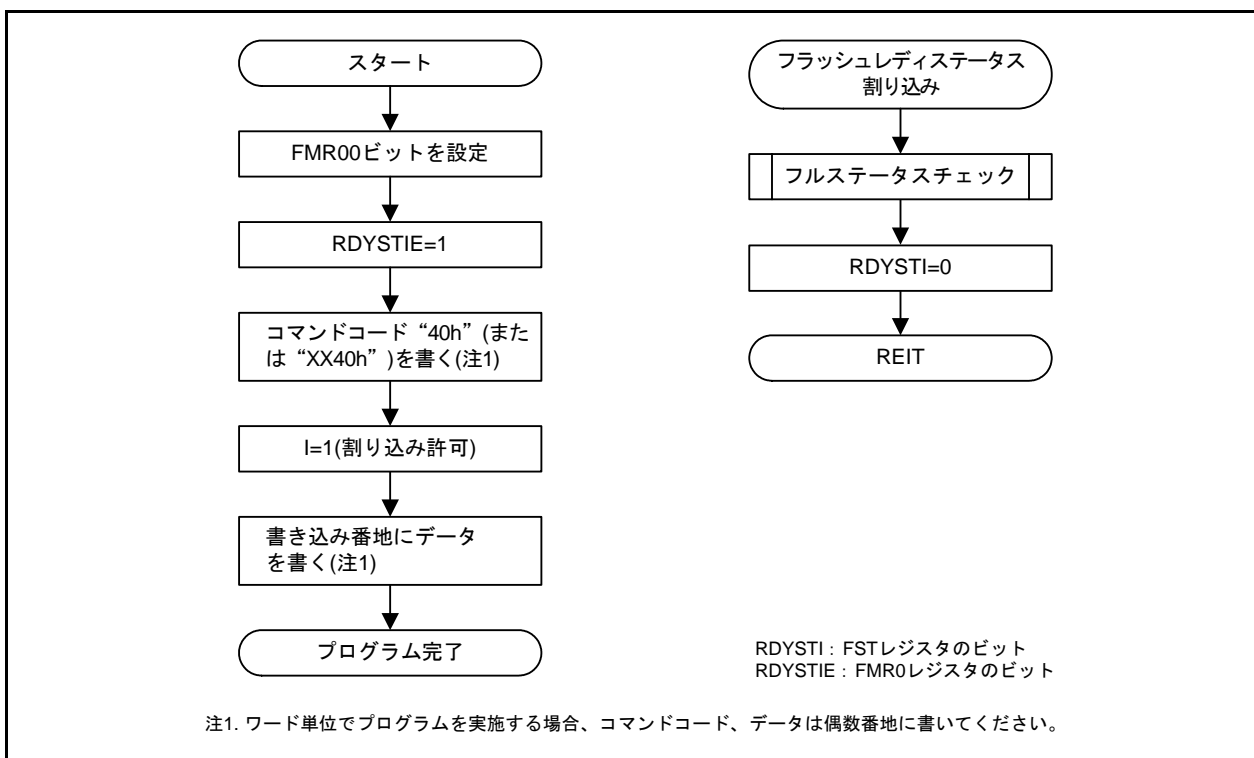 スタート
FMR00ビットを設定
RDYSTIE=1
コマンドコード“40h”(また
は“XX40h”)を書く(注1)
I=1(割り込み許可)
書き込み番地にデータ
を書く(注1)
プログラム完了
フラッシュレディステータス
割り込み
フルステータスチェック
RDYSTI=0
REIT
RDYSTI : FSTレジスタのビット
RDYSTIE : FMR0レジスタのビット
注1. ワード単位でプログラムを実施する場合、コマンドコード、データは偶数番地に書いてください。